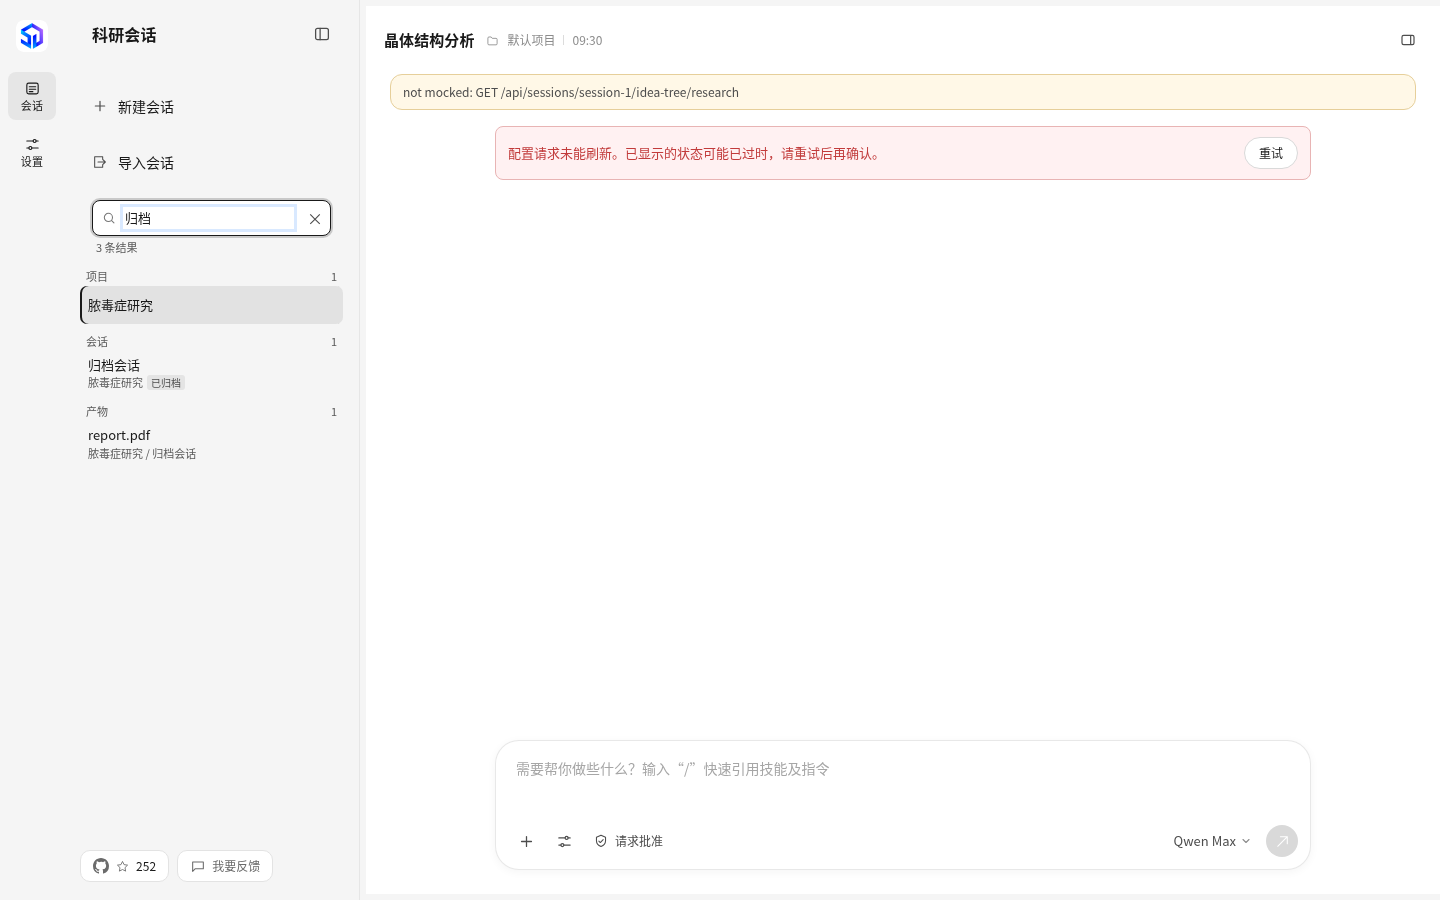 科研会话
会话
设置
新建会话
导入会话
归档
3 条结果
项目 1
脓毒症研究
会话 1
归档会话
脓毒症研究 已归档
产物 1
report.pdf
脓毒症研究 / 归档会话
252
我要反馈
晶体结构分析 默认项目 09:30
not mocked: GET /api/sessions/session-1/idea-tree/research
配置请求未能刷新。已显示的状态可能已过时，请重试后再确认。 重试
需要帮你做些什么？输入“/”快速引用技能及指令
请求批准 Qwen Max